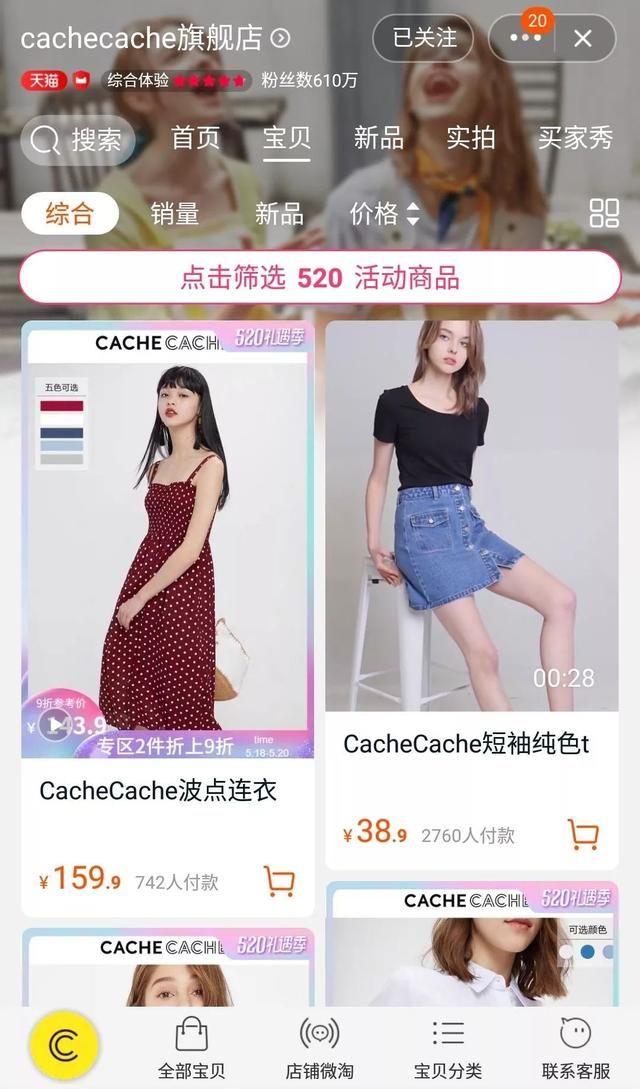 cachecache旗舰店
已关注
20
天猫 综合体验 粉丝数610万
搜索 首页 宝贝 新品 实拍 买家秀
综合 销量 新品 价格
点击筛选 520 活动商品
CACHE CACHE 520礼遇季
五色可选
9折参考价
¥ 143.9
专区2件折上9折
time
5.18-5.20
CacheCache波点连衣
¥159.9 742人付款
00:28
CacheCache短袖纯色t
¥38.9 2760人付款
CACHE CACHE 520礼遇季
CACHE CACHE 520礼遇季
可选颜色
C
全部宝贝 店铺微淘 宝贝分类 联系客服